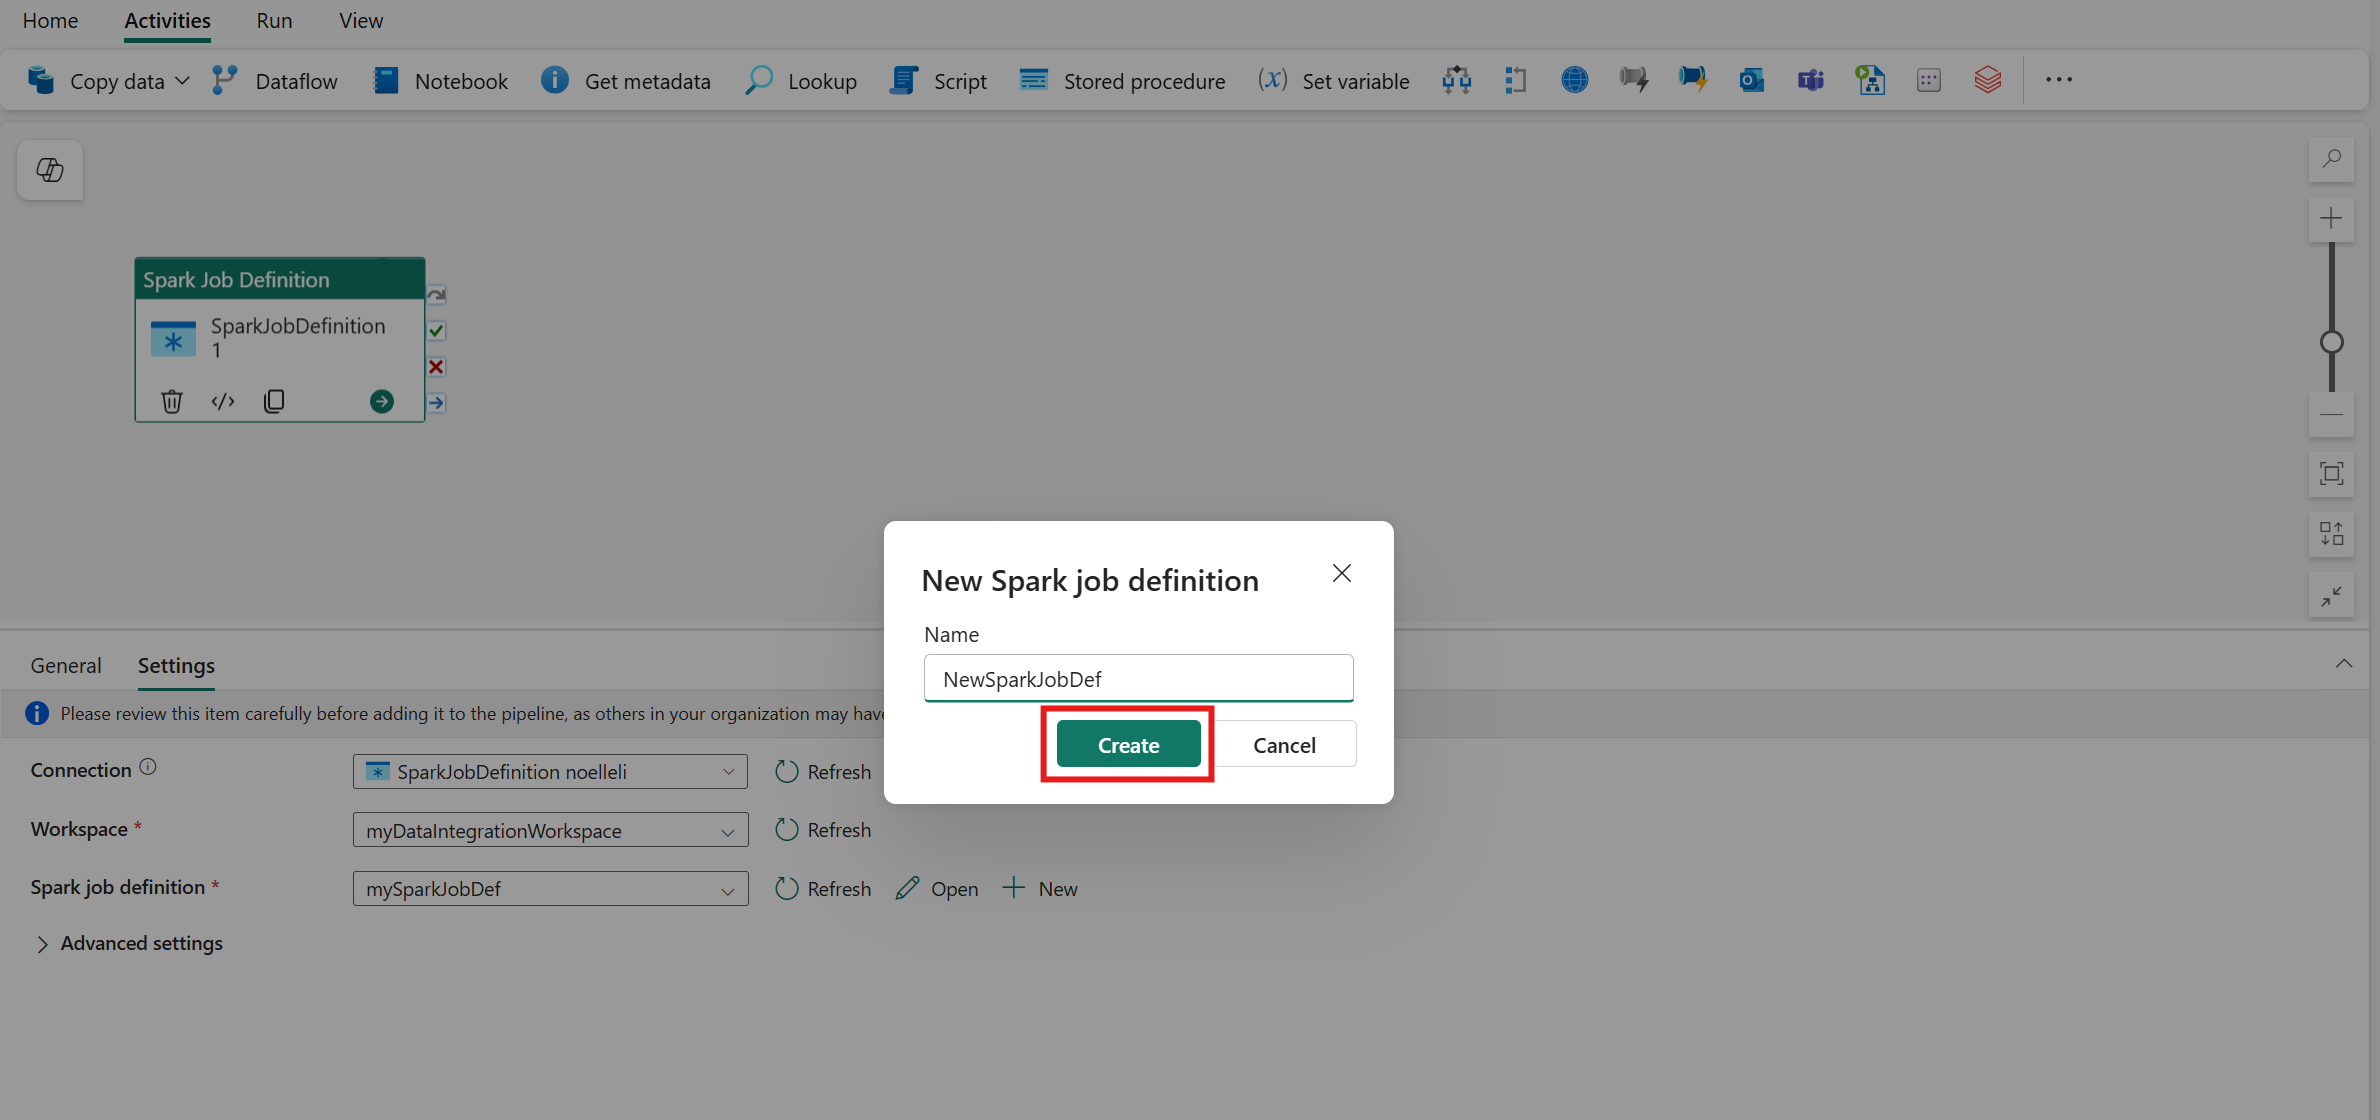 Home Activities Run View
Copy data Dataflow Notebook Get metadata Lookup Script Stored procedure (x) Set variable
Spark Job Definition
SparkJobDefinition
1
New Spark job definition
Name
NewSparkJobDef
Create Cancel
General Settings
Please review this item carefully before adding it to the pipeline, as others in your organization may have
Connection SparkJobDefinition noelleli Refresh
Workspace * myDataIntegrationWorkspace Refresh
Spark job definition * mySparkJobDef Refresh Open New
Advanced settings